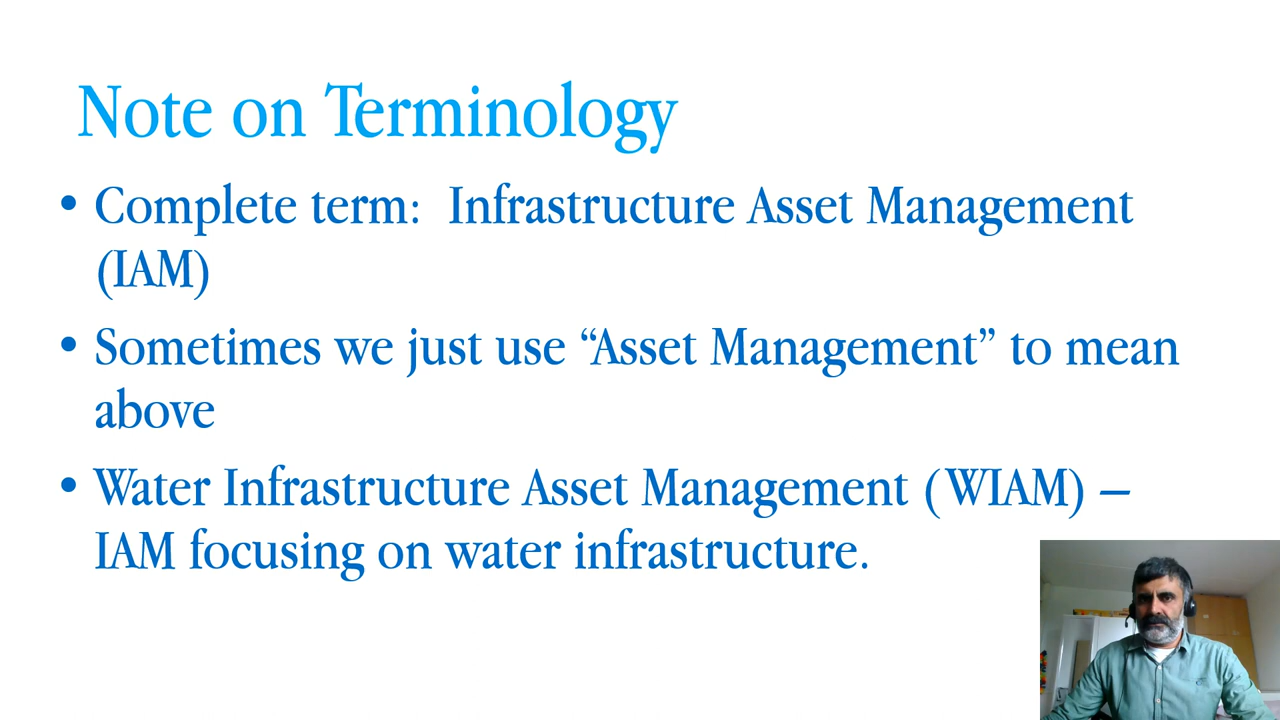 Note on Terminology
• Complete term:  Infrastructure Asset Management
(IAM)
• Sometimes we just use “Asset Management” to mean
above
• Water Infrastructure Asset Management (WIAM) –
IAM focusing on water infrastructure.